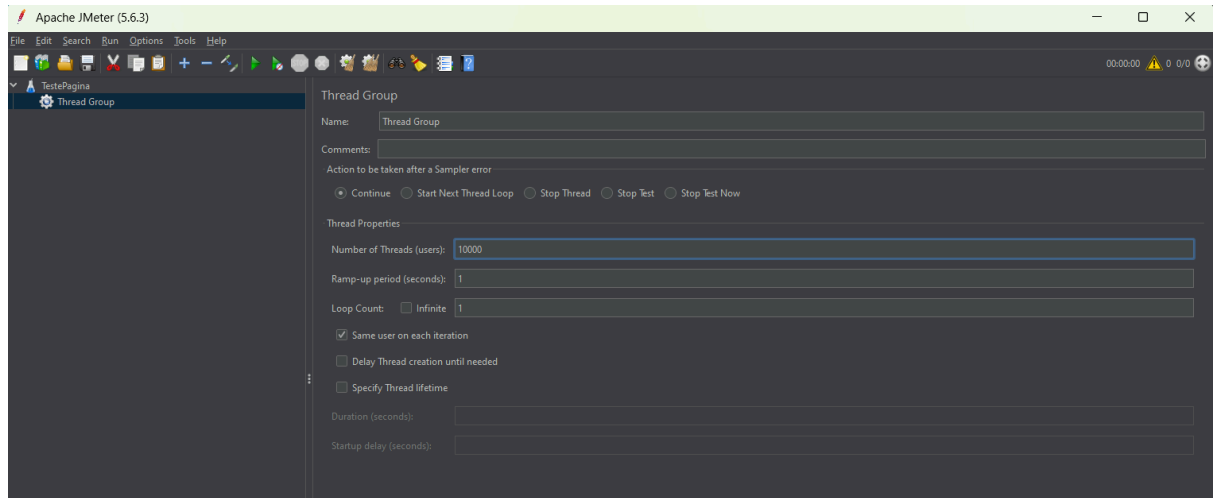 Apache JMeter (5.6.3)
File Edit Search Run Options Tools Help
00:00:00 0 0/0
TestePagina
Thread Group
Thread Group
Name: Thread Group
Comments:
Action to be taken after a Sampler error
Continue Start Next Thread Loop Stop Thread Stop Test Stop Test Now
Thread Properties
Number of Threads (users): 10000
Ramp-up period (seconds): 1
Loop Count: Infinite 1
Same user on each iteration
Delay Thread creation until needed
Specify Thread lifetime
Duration (seconds):
Startup delay (seconds):